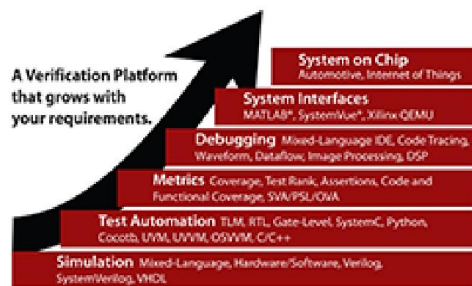 A Verification Platform
that grows with
your requirements.
System on Chip
Automotive, Internet of Things
System Interfaces
MATLAB®, SystemVue®, Xilinx QEMU
Debugging Mixed-Language IDE, Code Tracing,
Waveform, Dataflow, Image Processing, DSP
Metrics Coverage, Test Rank, Assertions, Code and
Functional Coverage, SVA/PSL/OVA
Test Automation TLM, RTL, Gate-Level, SystemC, Python,
Cocotb, UVM, UVVM, OSVVM, C/C++
Simulation Mixed-Language, Hardware/Software, Verilog,
SystemVerilog, VHDL